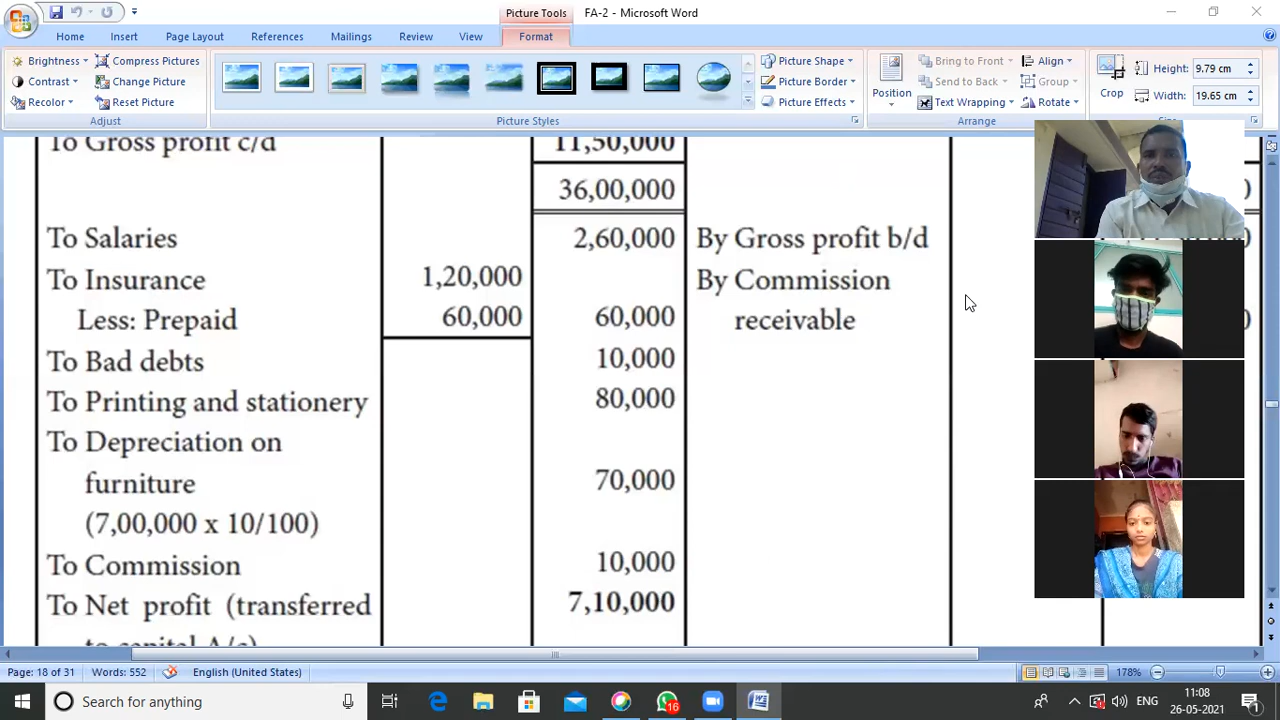 Picture Tools
FA-2 - Microsoft Word
Home Insert Page Layout References Mailings Review View Format
Brightness Compress Pictures
Contrast Change Picture
Recolor Reset Picture
Adjust
Picture Styles
Picture Shape
Picture Border
Picture Effects
Position
Bring to Front
Send to Back
Text Wrapping
Align
Group
Rotate
Arrange
Crop
Height: 9.79 cm
Width: 19.65 cm
To Gross profit c/d 11,50,000
36,00,000
To Salaries 2,60,000 By Gross profit b/d
To Insurance 1,20,000 By Commission
Less: Prepaid 60,000 60,000 receivable
To Bad debts 10,000
To Printing and stationery 80,000
To Depreciation on
furniture 70,000
(7,00,000 x 10/100)
To Commission 10,000
To Net profit (transferred 7,10,000
to capital A/c)
Page: 18 of 31 Words: 552 English (United States) 178%
Search for anything
16
ENG
11:08
26-05-2021
1